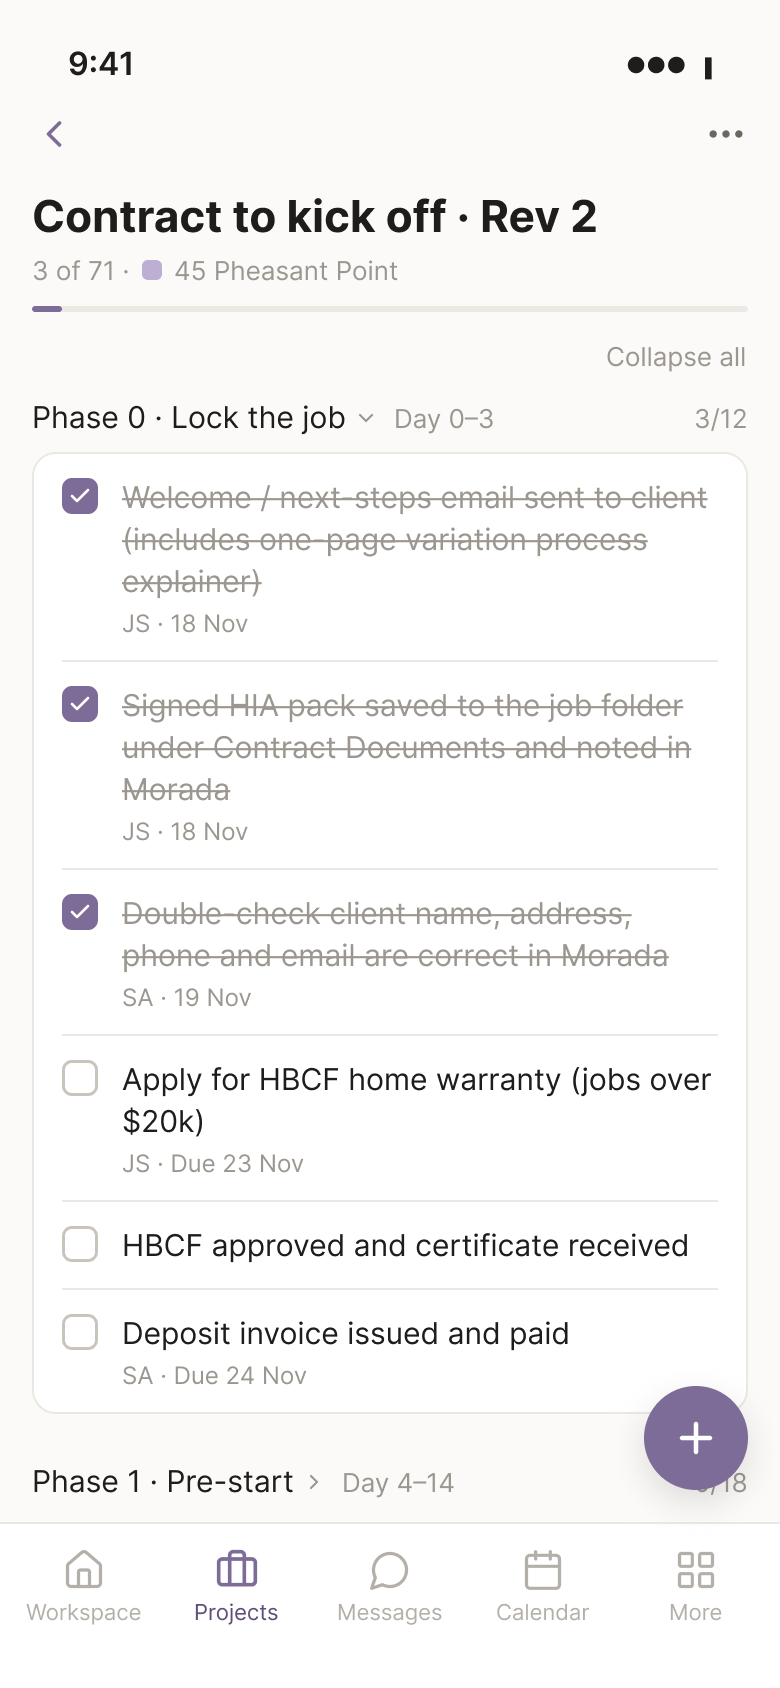 9:41
Contract to kick off · Rev 2
3 of 71 · 45 Pheasant Point
Collapse all
Phase 0 · Lock the job Day 0–3 3/12
Welcome / next-steps email sent to client
(includes one-page variation process
explainer)
JS · 18 Nov
Signed HIA pack saved to the job folder
under Contract Documents and noted in
Morada
JS · 18 Nov
Double-check client name, address,
phone and email are correct in Morada
SA · 19 Nov
Apply for HBCF home warranty (jobs over
$20k)
JS · Due 23 Nov
HBCF approved and certificate received
Deposit invoice issued and paid
SA · Due 24 Nov
Phase 1 · Pre-start Day 4–14
Workspace Projects Messages Calendar More